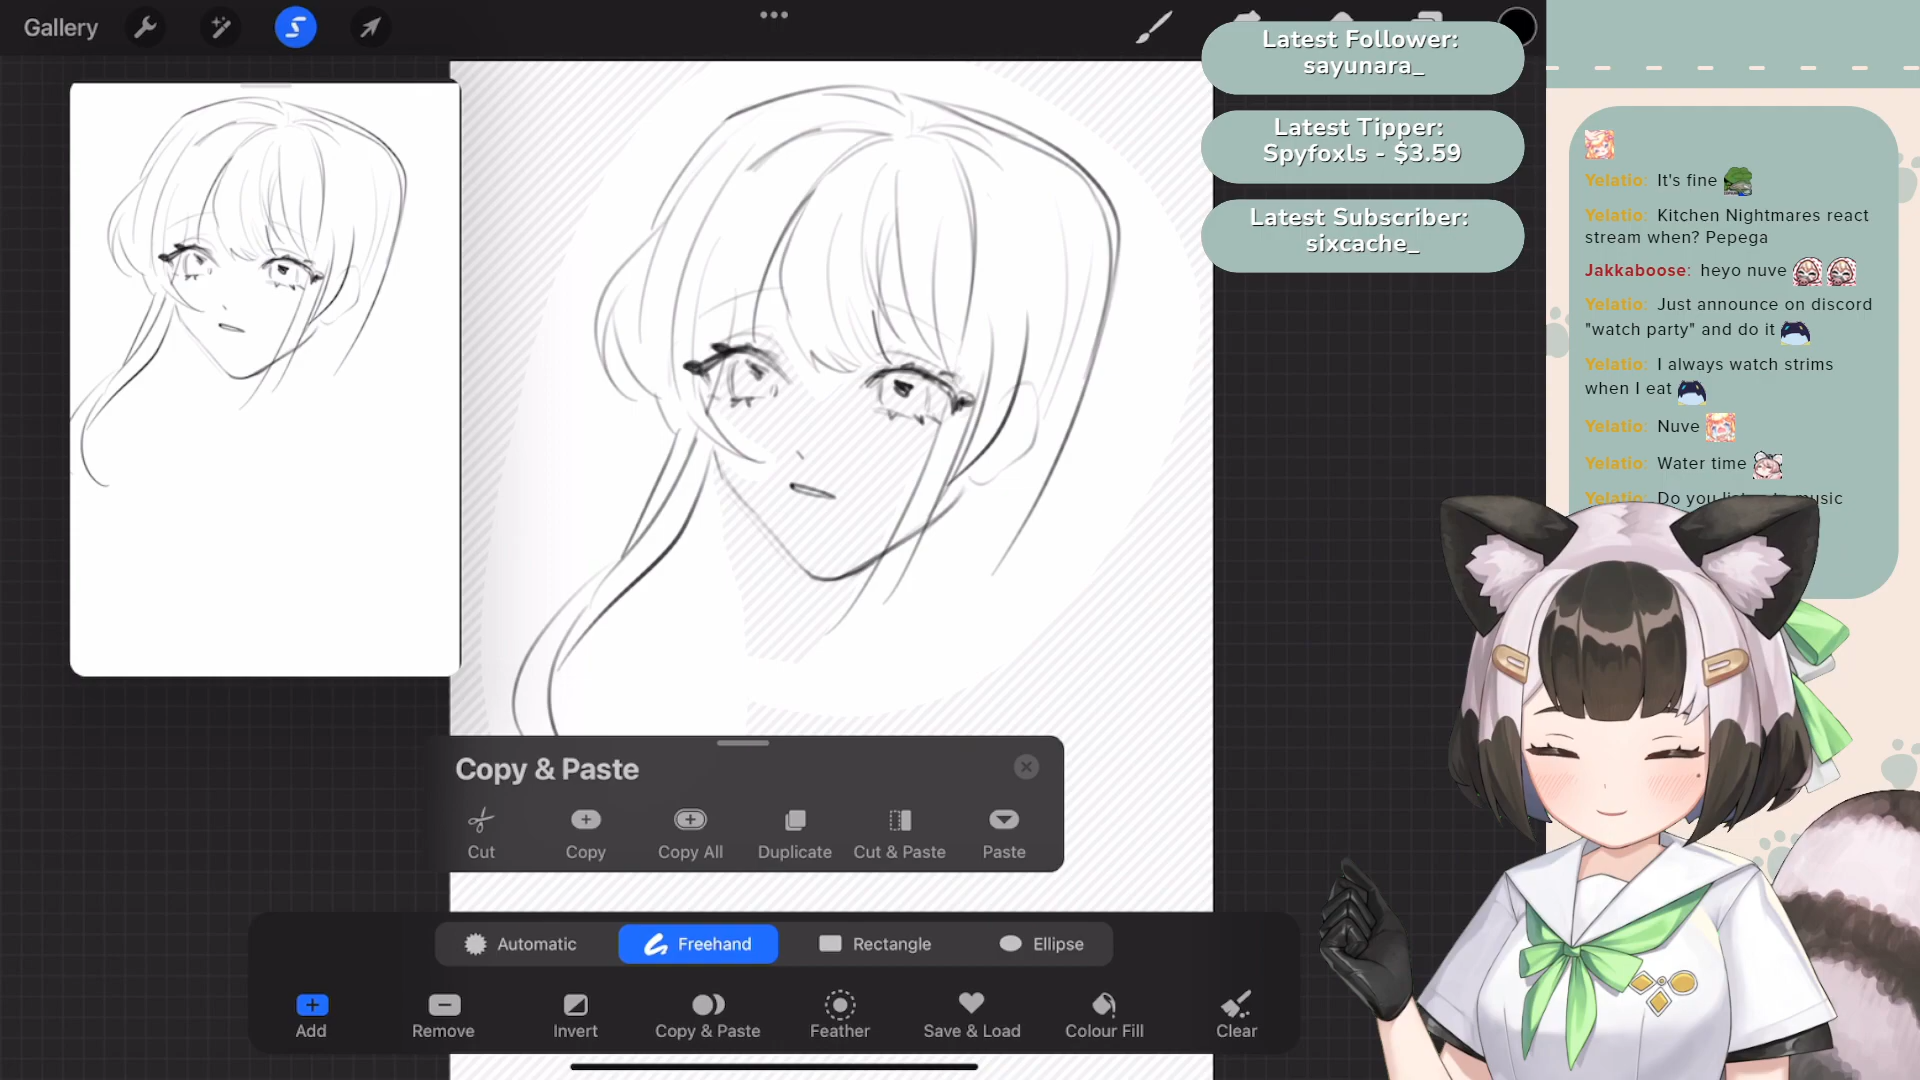 Gallery
Latest Follower:
sayunara_
Latest Tipper:
Spyfoxls - $3.59
Latest Subscriber:
sixcache_
Yelatio: It's fine
Yelatio: Kitchen Nightmares react
stream when? Pepega
Jakkaboose: heyo nuve
Yelatio: Just announce on discord
"watch party" and do it
Yelatio: I always watch strims
when I eat
Yelatio: Nuve
Yelatio: Water time
Yelatio: Do you listen to music
Copy & Paste
Cut
Copy
Copy All
Duplicate
Cut & Paste
Paste
Automatic
Freehand
Rectangle
Ellipse
Add
Remove
Invert
Copy & Paste
Feather
Save & Load
Colour Fill
Clear